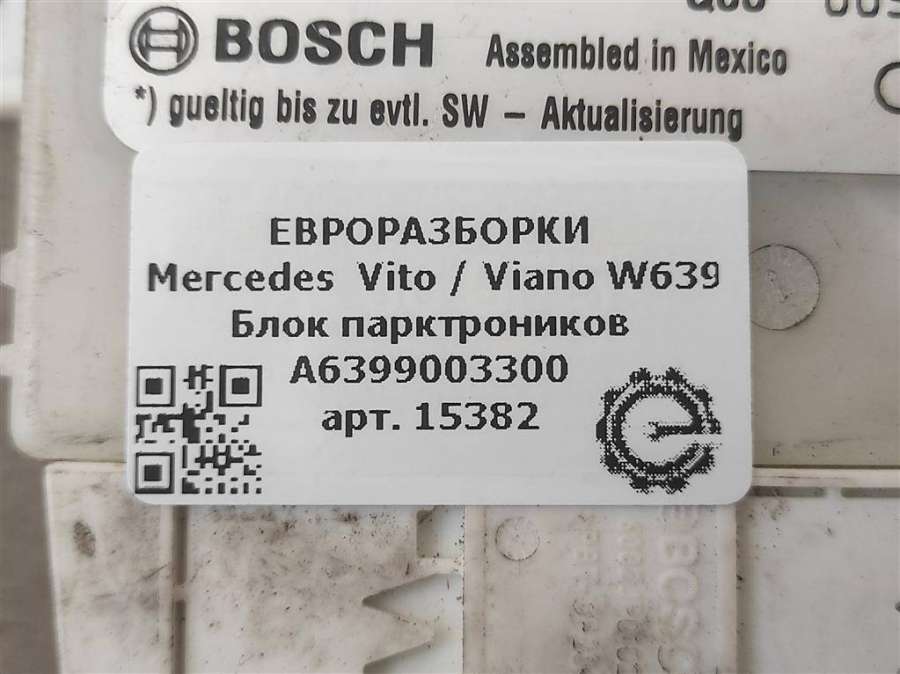 BOSCH Assembled in Mexico
*) gueltig bis zu evtl. SW – Aktualisierung
ЕВРОРАЗБОРКИ
Mercedes Vito / Viano W639
Блок парктроников
A6399003300
арт. 15382